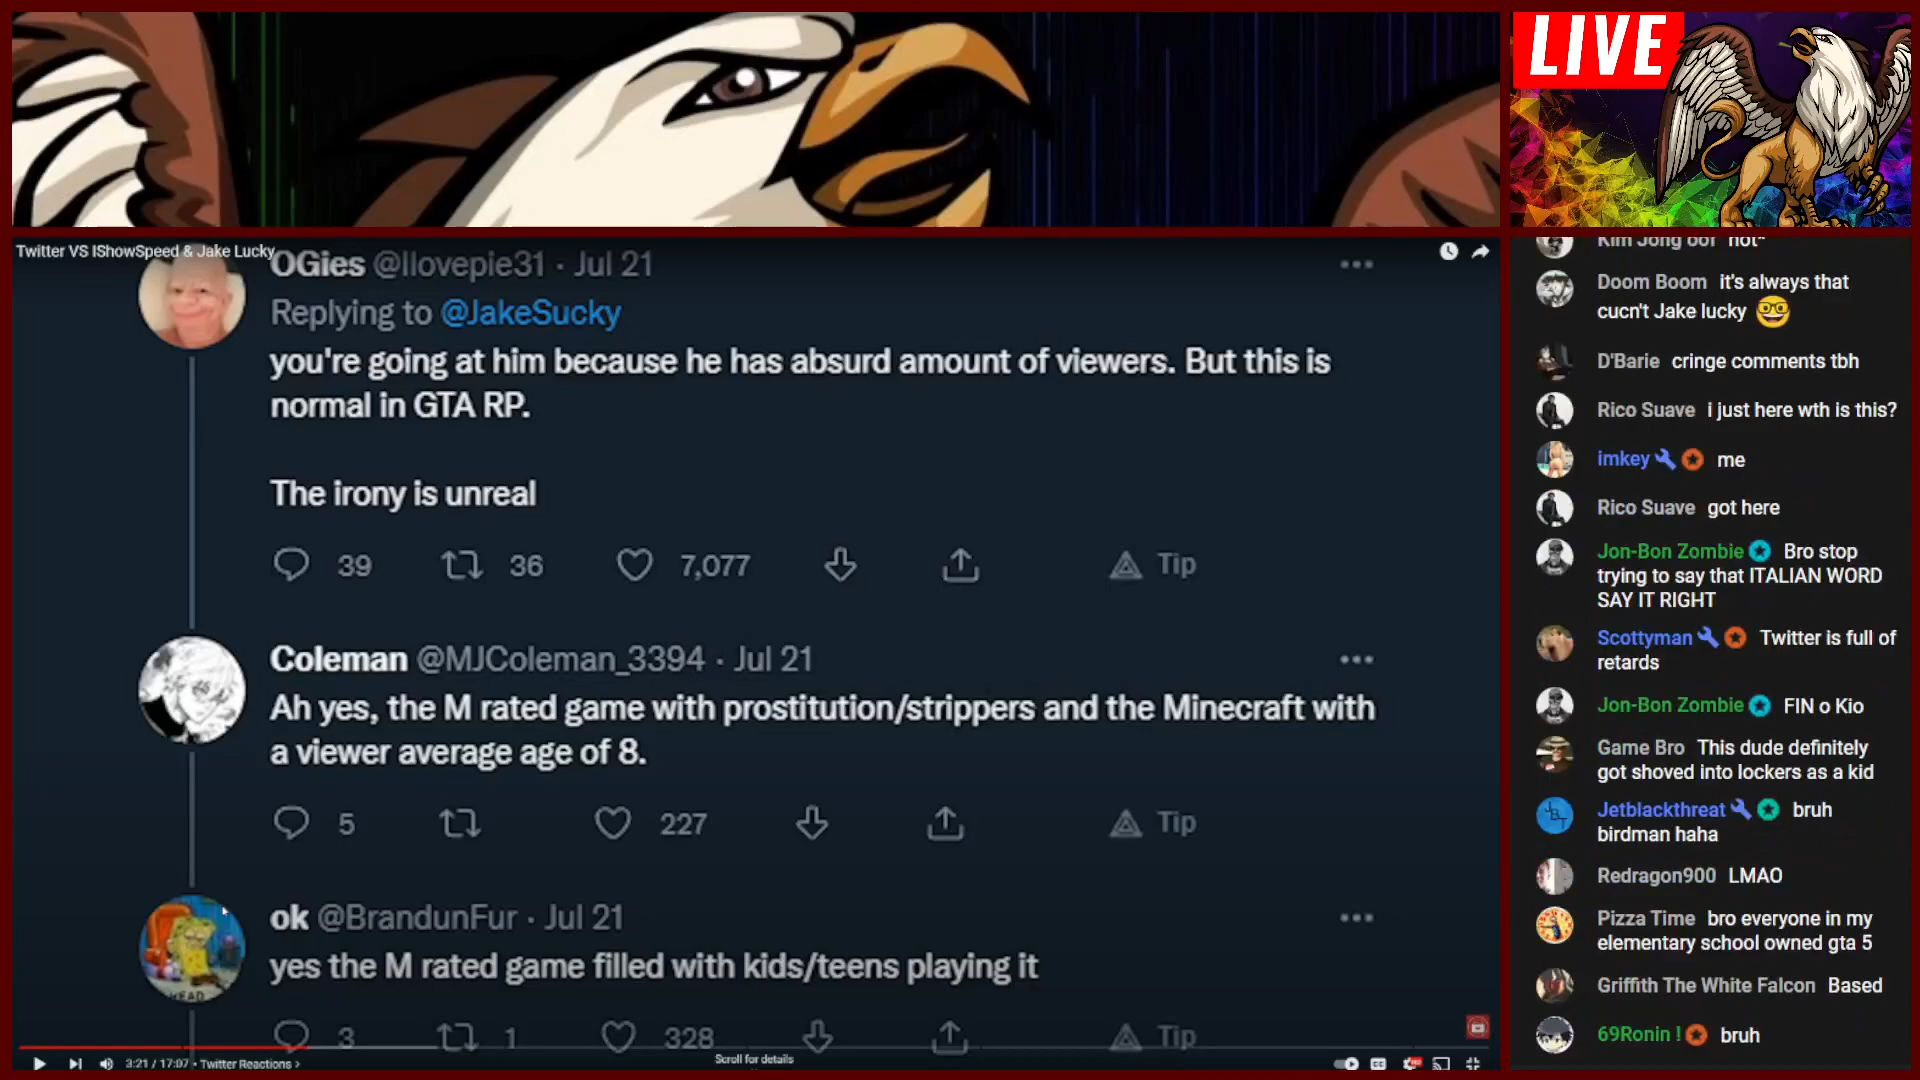 LIVE
Twitter VS IShowSpeed & Jake Lucky
OGies @Ilovepie31 · Jul 21
Replying to @JakeSucky
you're going at him because he has absurd amount of viewers. But this is
normal in GTA RP.
The irony is unreal
39 36 7,077 Tip
Coleman @MJColeman_3394 · Jul 21
Ah yes, the M rated game with prostitution/strippers and the Minecraft with
a viewer average age of 8.
5 227 Tip
ok @BrandunFur · Jul 21
yes the M rated game filled with kids/teens playing it
HEAD
3 1 328 Tip
Scroll for details
3:21 / 17:07 • Twitter Reactions >
Kim Jong oof not*
Doom Boom it's always that
cucn't Jake lucky 🤓
D'Barie cringe comments tbh
Rico Suave i just here wth is this?
imkey me
Rico Suave got here
Jon-Bon Zombie Bro stop
trying to say that ITALIAN WORD
SAY IT RIGHT
Scottyman Twitter is full of
retards
Jon-Bon Zombie FIN o Kio
Game Bro This dude definitely
got shoved into lockers as a kid
Jetblackthreat bruh
birdman haha
Redragon900 LMAO
Pizza Time bro everyone in my
elementary school owned gta 5
Griffith The White Falcon Based
69Ronin ! bruh